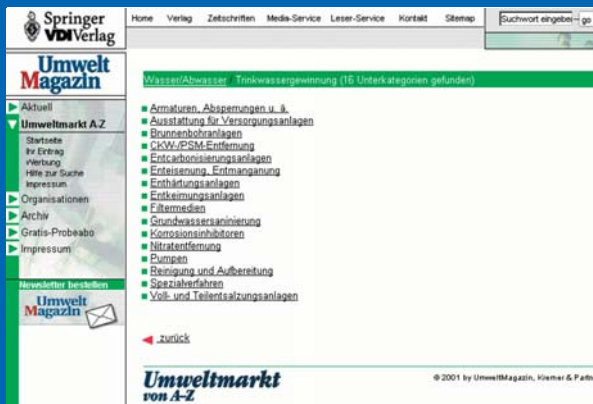 Springer
VDI Verlag
Home Verlag Zeitschriften Media-Service Leser-Service Kontakt Sitemap
Suchwort eingeben go
Umwelt
Magazin
Wasser/Abwasser / Trinkwassergewinnung (16 Unterkategorien gefunden)
Aktuell
Umweltmarkt A-Z
Startseite
Ihr Eintrag
Werbung
Hilfe zur Suche
Impressum
Organisationen
Archiv
Gratis-Probeabo
Impressum
Newsletter bestellen
Umwelt
Magazin
Armaturen, Absperrungen u. ä.
Ausstattung für Versorgungsanlagen
Brunnenbohranlagen
CKW-/PSM-Entfernung
Entcarbonisierungsanlagen
Enteisenung, Entmanganung
Enthärtungsanlagen
Entkeimungsanlagen
Filtermedien
Grundwassersaninierung
Korrosionsinhibitoren
Nitratentfernung
Pumpen
Reinigung und Aufbereitung
Spezialverfahren
Voll- und Teilentsalzungsanlagen
zurück
Umweltmarkt
von A-Z
© 2001 by UmweltMagazin, Kremer & Partn